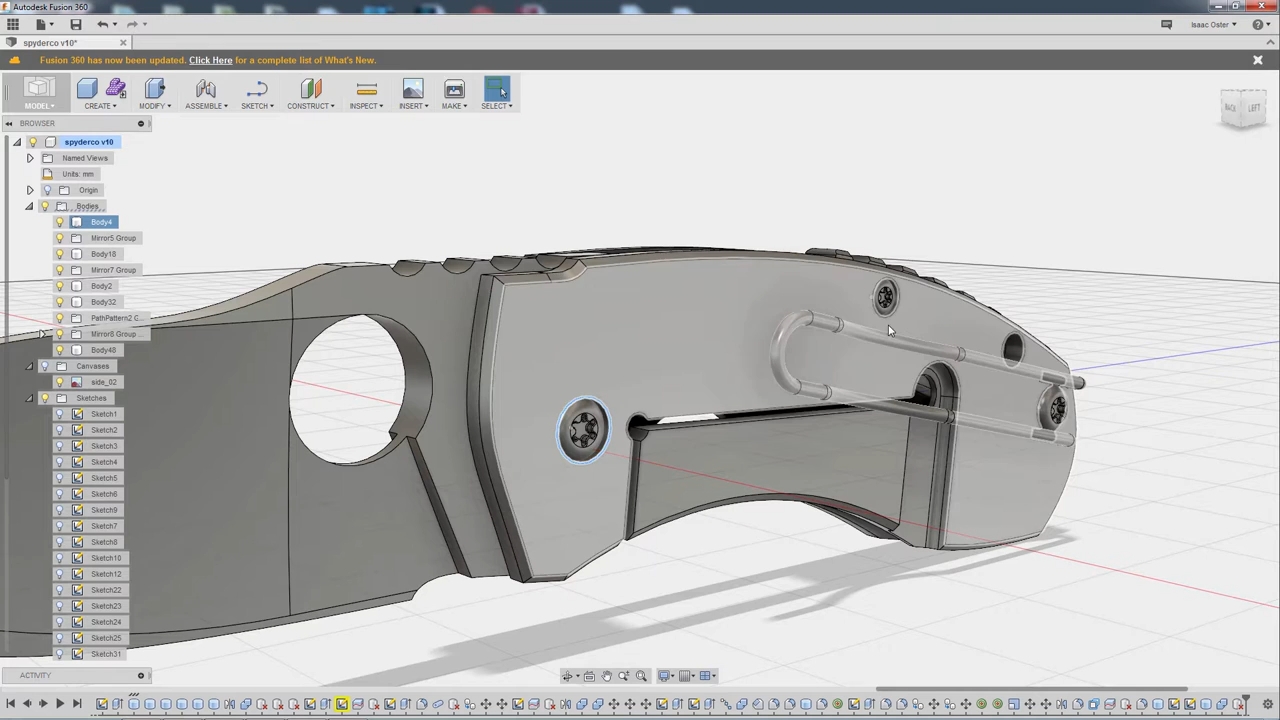 Autodesk Fusion 360
Isaac Oster
spyderco v10*
Fusion 360 has now been updated. Click Here for a complete list of What's New.
MODEL
CREATE
MODIFY
ASSEMBLE
SKETCH
CONSTRUCT
INSPECT
INSERT
MAKE
SELECT
BACK
LEFT
BROWSER
spyderco v10
Named Views
Units: mm
Origin
Bodies
Body4
Mirror5 Group
Body18
Mirror7 Group
Body2
Body32
PathPattern2 C...
Mirror8 Group
Body48
Canvases
side_02
Sketches
Sketch1
Sketch2
Sketch3
Sketch4
Sketch5
Sketch6
Sketch9
Sketch7
Sketch8
Sketch10
Sketch12
Sketch22
Sketch23
Sketch24
Sketch25
Sketch31
ACTIVITY